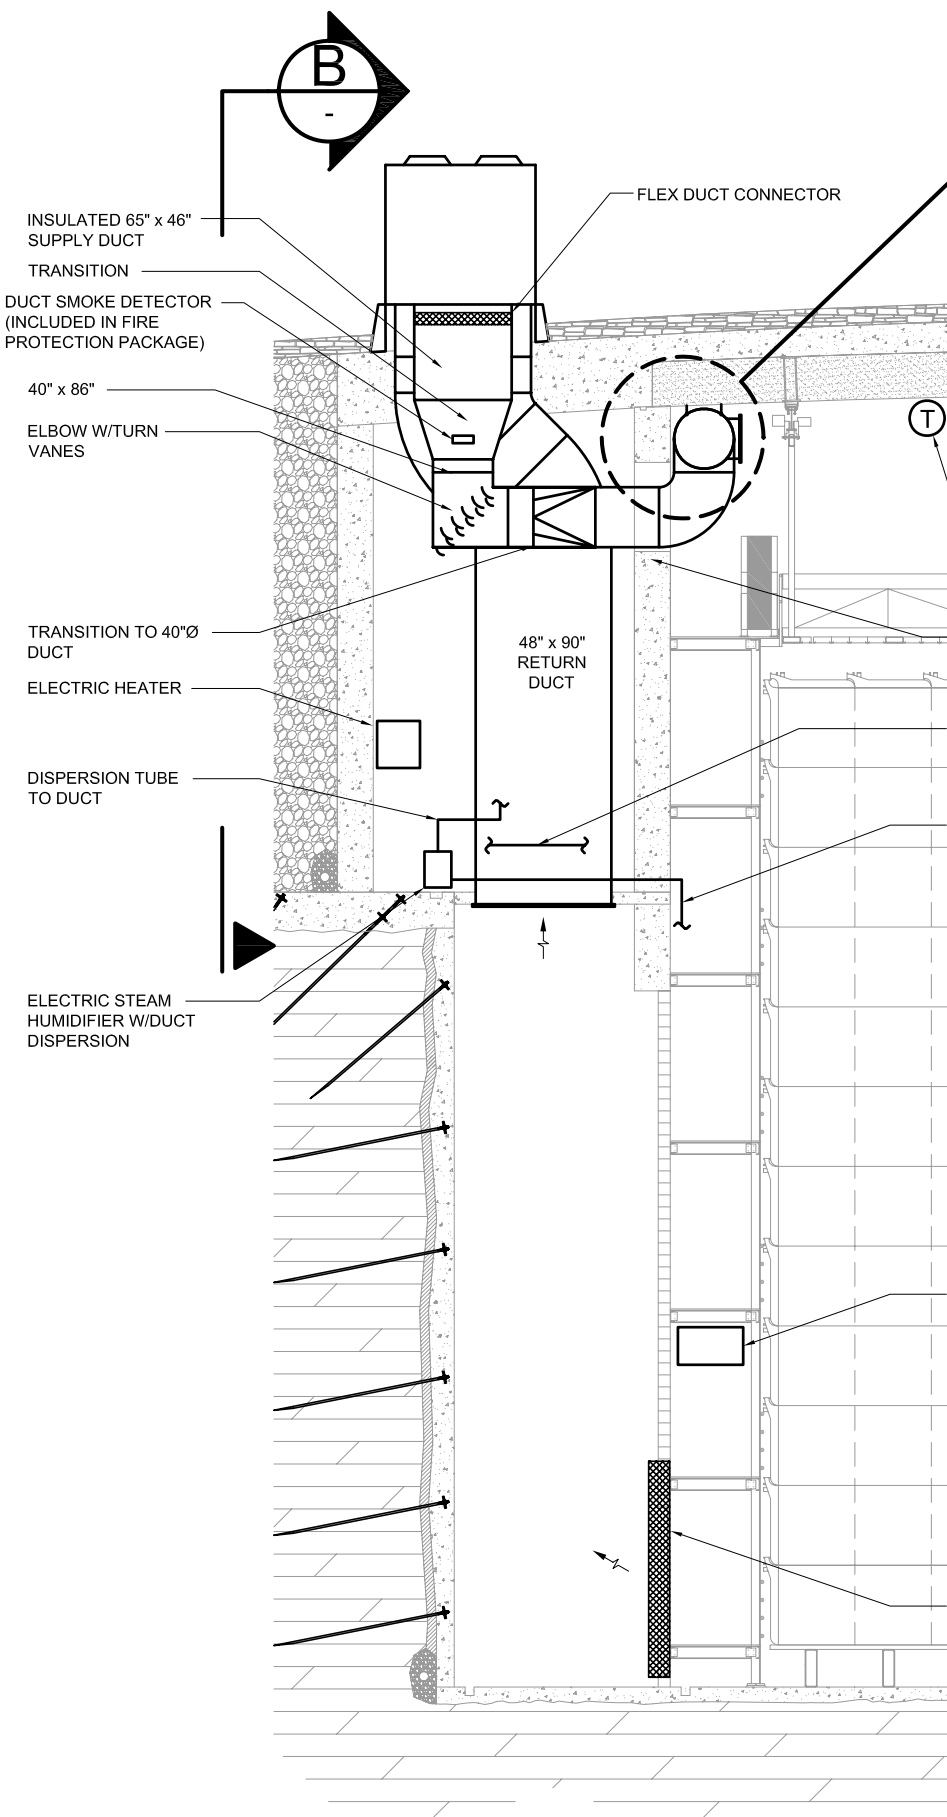 B
-
INSULATED 65" x 46"
SUPPLY DUCT
TRANSITION
DUCT SMOKE DETECTOR
(INCLUDED IN FIRE
PROTECTION PACKAGE)
40" x 86"
ELBOW W/TURN
VANES
FLEX DUCT CONNECTOR
T
TRANSITION TO 40"Ø
DUCT
48" x 90"
RETURN
DUCT
ELECTRIC HEATER
DISPERSION TUBE
TO DUCT
ELECTRIC STEAM
HUMIDIFIER W/DUCT
DISPERSION